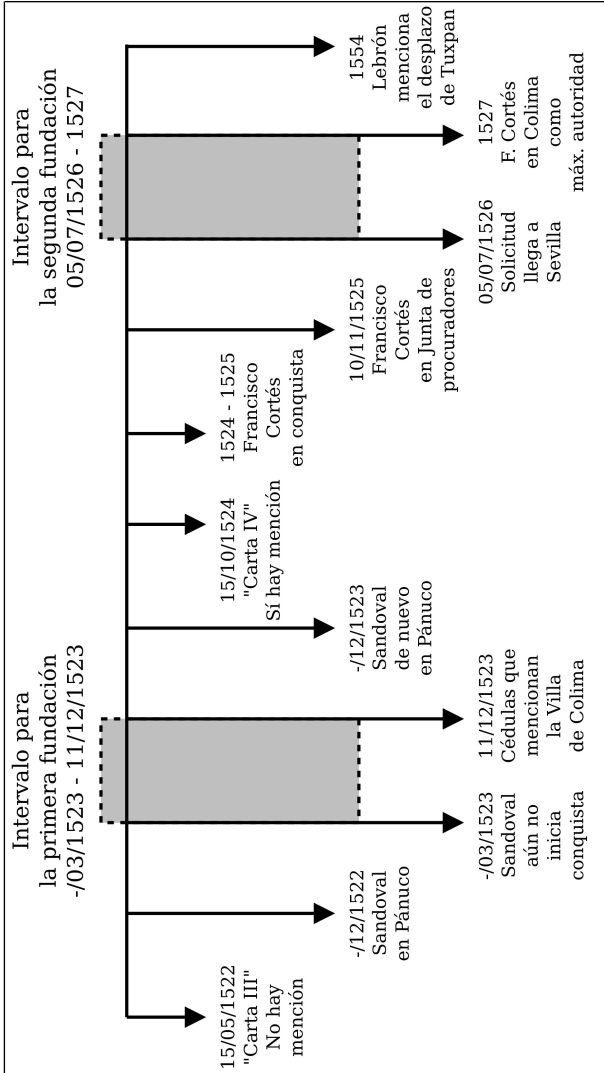 Intervalo para
la primera fundación
-/03/1523 - 11/12/1523
Intervalo para
la segunda fundación
05/07/1526 - 1527
15/05/1522
"Carta III"
No hay
mención
-/12/1522
Sandoval
en Pánuco
-/03/1523
Sandoval
aún no
inicia
conquista
11/12/1523
Cédulas que
mencionan
la Villa
de Colima
-/12/1523
Sandoval
de nuevo
en Pánuco
15/10/1524
"Carta IV"
Sí hay mención
1524 - 1525
Francisco
Cortés
en conquista
10/11/1525
Francisco
Cortés
en Junta de
procuradores
05/07/1526
Solicitud
llega a
Sevilla
1527
F. Cortés
en Colima
como
máx. autoridad
1554
Lebrón
menciona
el desplazo
de Tuxpan